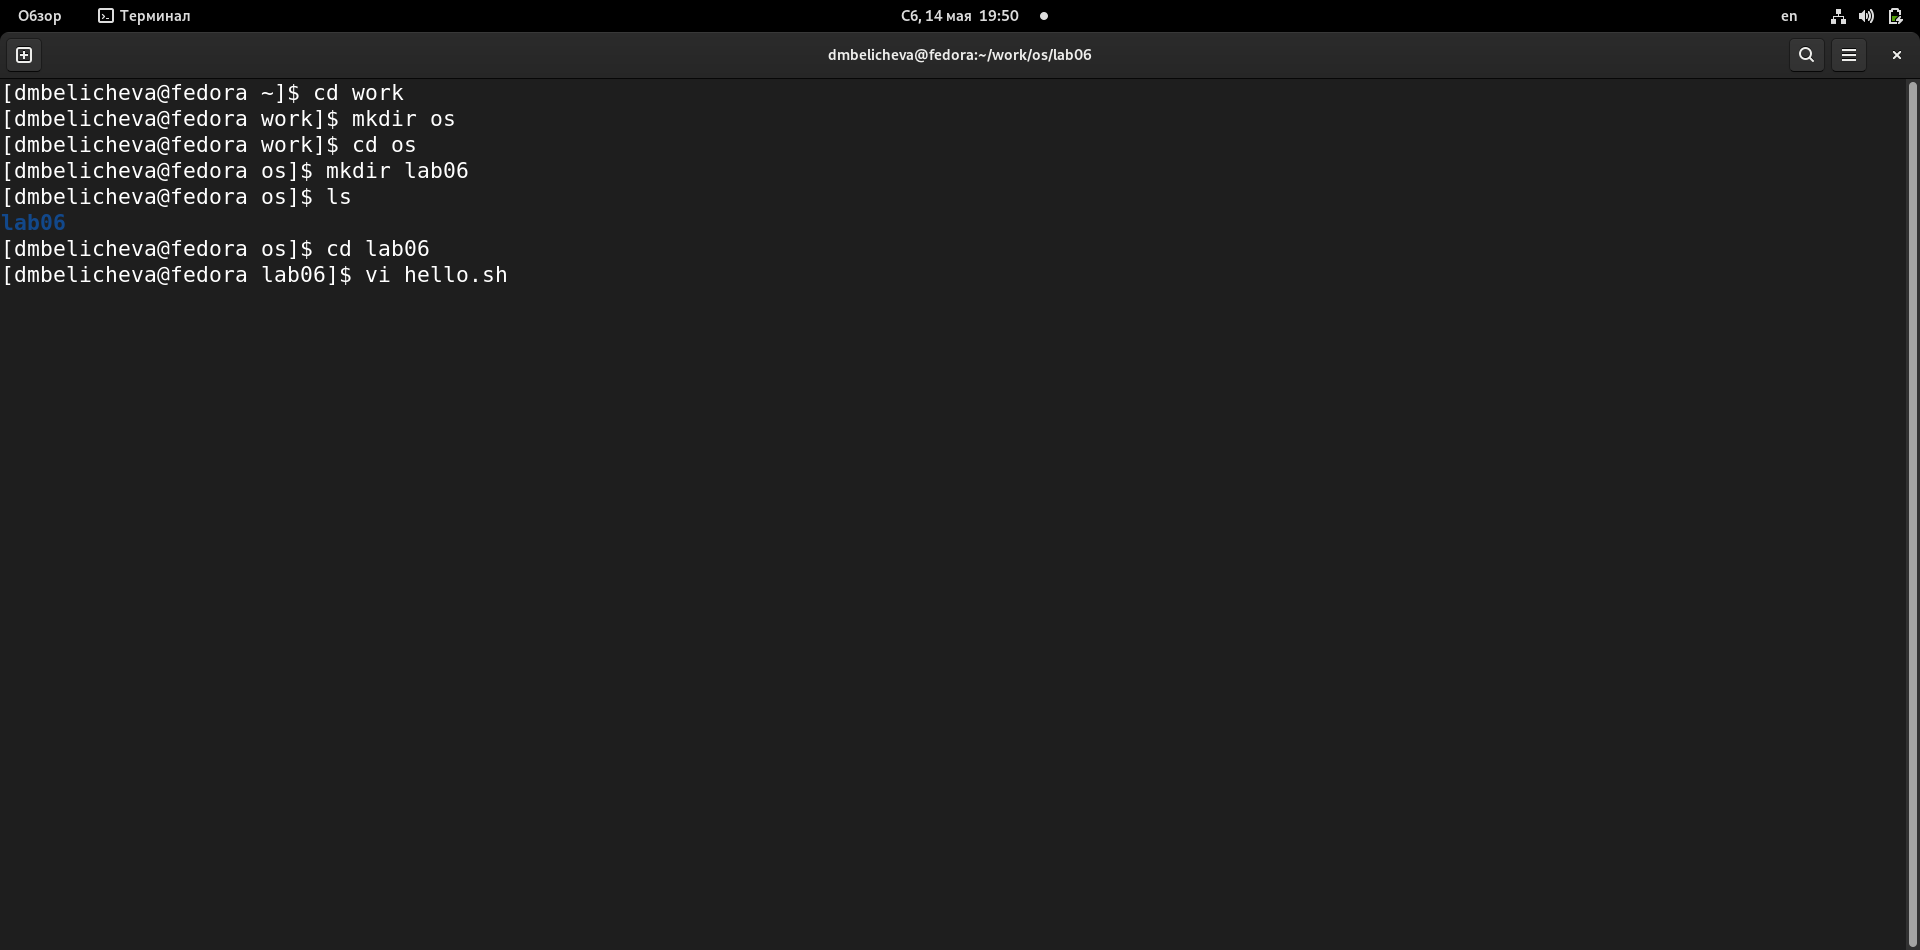 Обзор Терминал Сб, 14 мая 19:50 en
dmbelicheva@fedora:~/work/os/lab06
[dmbelicheva@fedora ~]$ cd work
[dmbelicheva@fedora work]$ mkdir os
[dmbelicheva@fedora work]$ cd os
[dmbelicheva@fedora os]$ mkdir lab06
[dmbelicheva@fedora os]$ ls
lab06
[dmbelicheva@fedora os]$ cd lab06
[dmbelicheva@fedora lab06]$ vi hello.sh